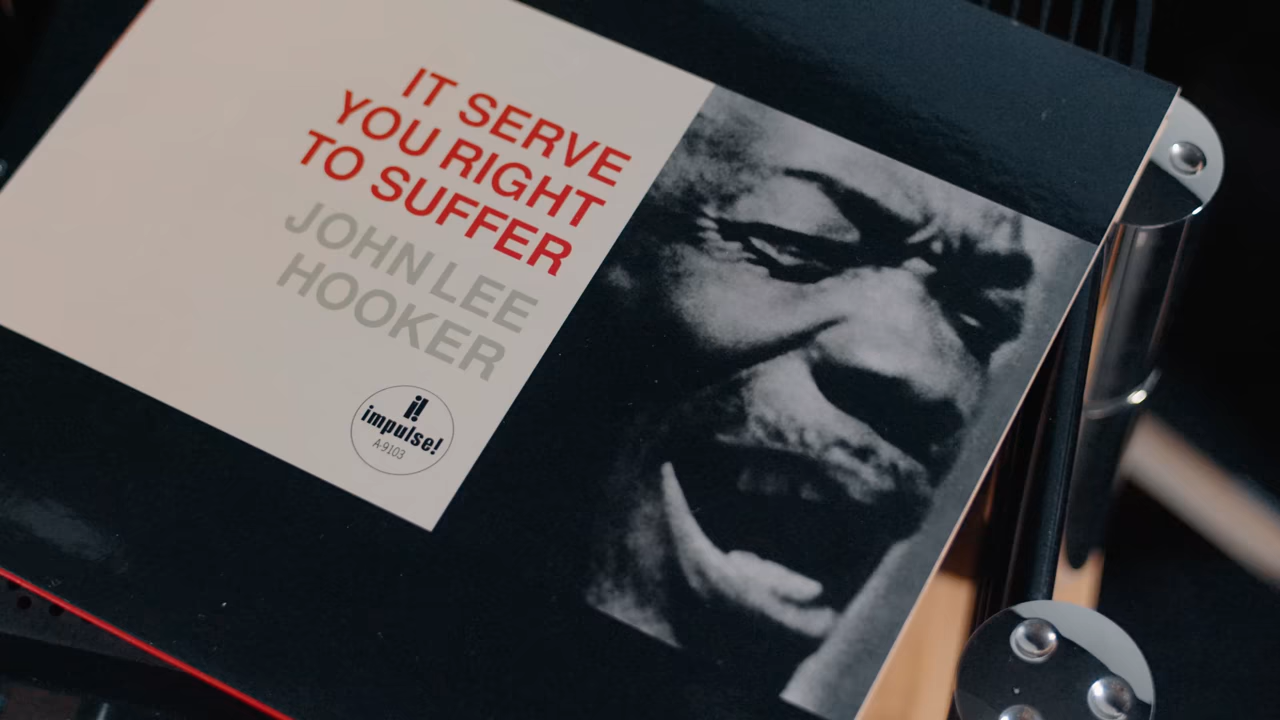 IT SERVE
YOU RIGHT
TO SUFFER
JOHN LEE
HOOKER
i!
impulse!
A-9103